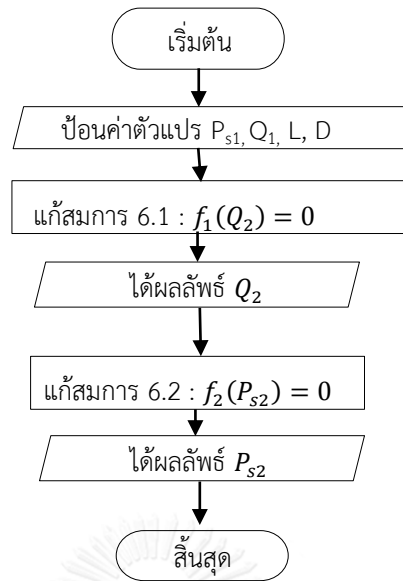 เริ่มต้น
ป้อนค่าตัวแปร Ps1, Q1, L, D
แก้สมการ 6.1 : f1(Q2) = 0
ได้ผลลัพธ์ Q2
แก้สมการ 6.2 : f2(Ps2) = 0
ได้ผลลัพธ์ Ps2
สิ้นสุด